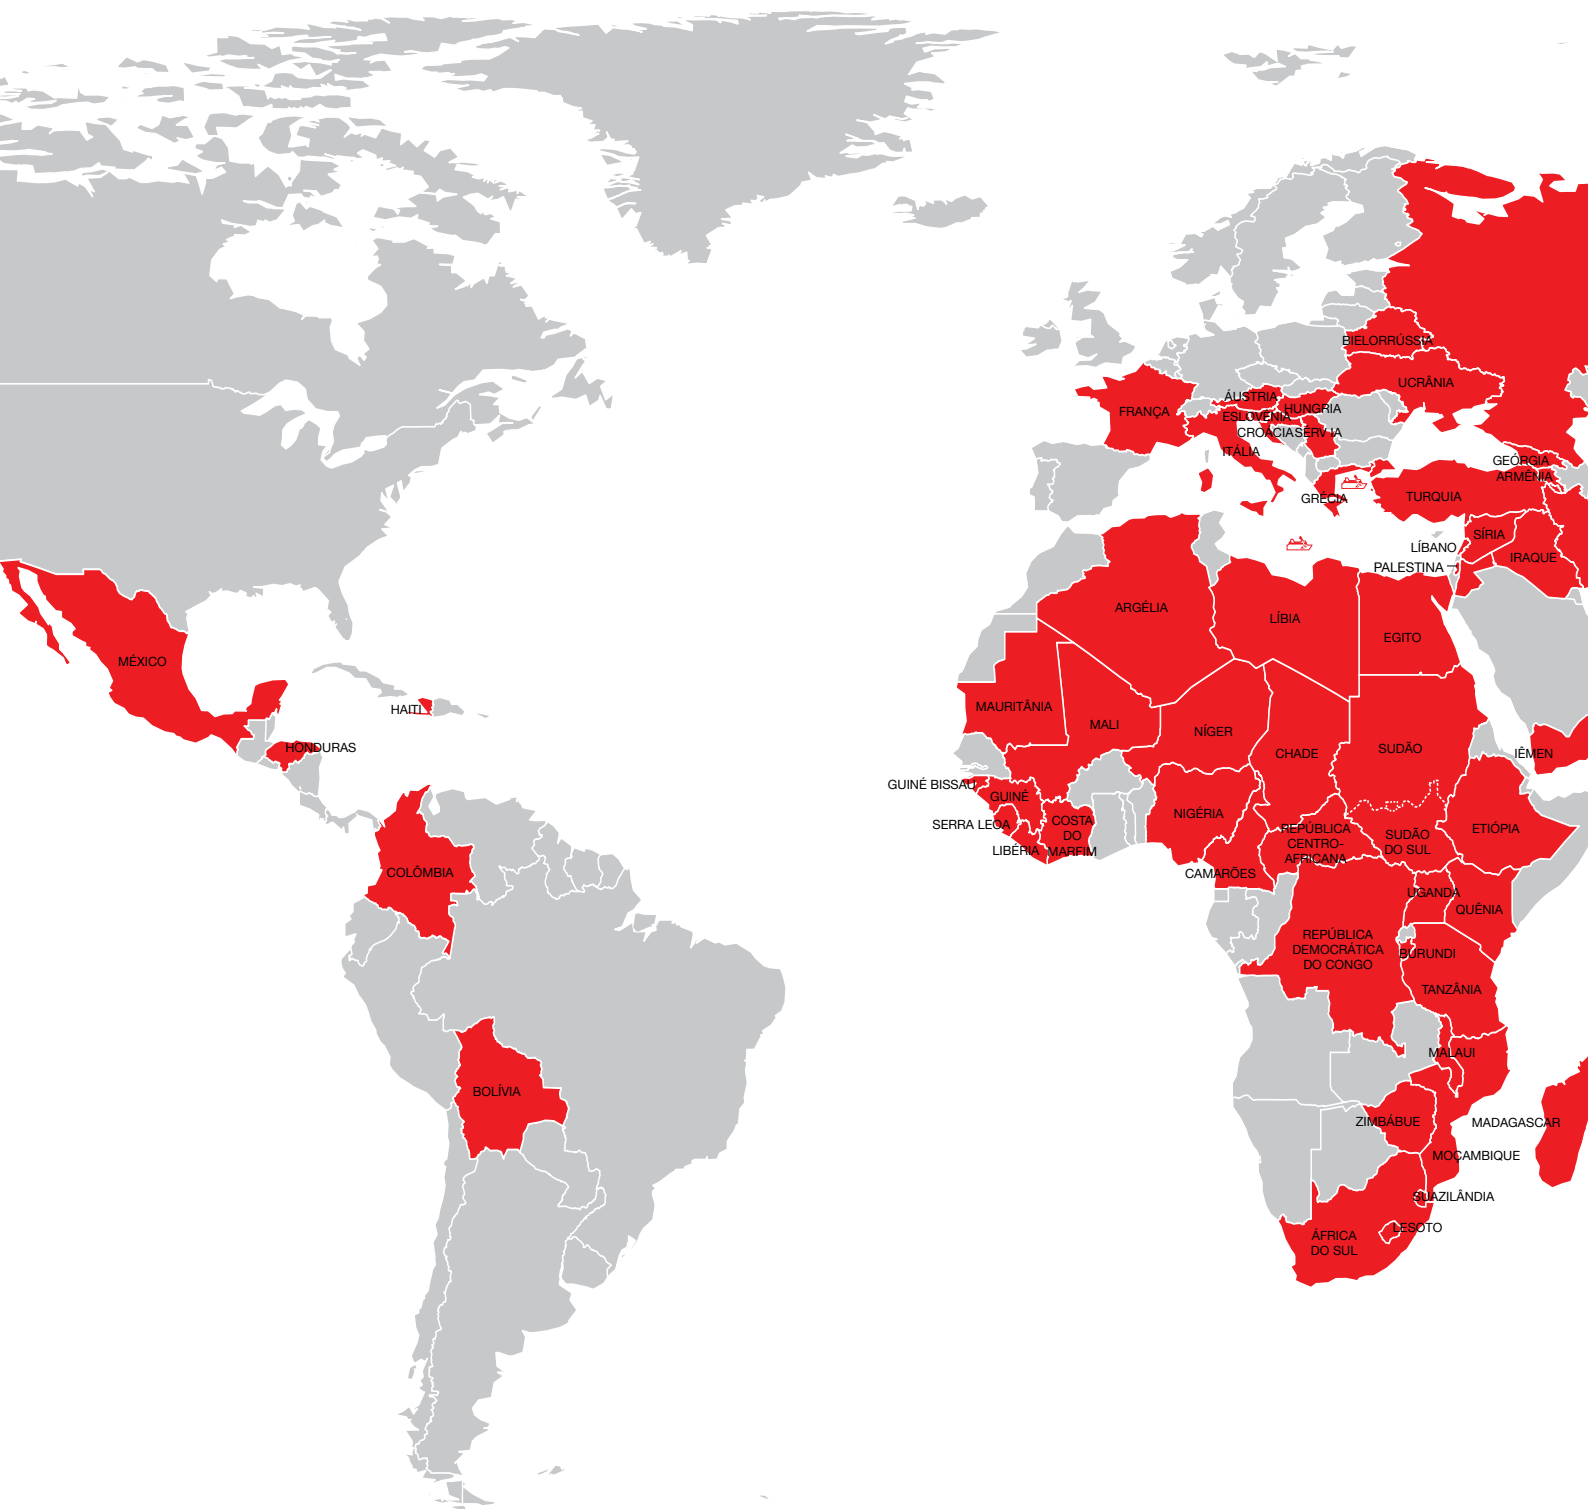 BIELORRÚSSIA
UCRÂNIA
ÁUSTRIA
FRANÇA
HUNGRIA
ESLOVÊNIA
CROÁCIA
SÉRVIA
ITÁLIA
GEÓRGIA
ARMÊNIA
GRÉCIA
TURQUIA
SÍRIA
LÍBANO
IRAQUE
PALESTINA
ARGÉLIA
LÍBIA
EGITO
MÉXICO
HAITI
MAURITÂNIA
MALI
NÍGER
CHADE
SUDÃO
IÊMEN
HONDURAS
GUINÉ BISSAU
GUINÉ
SERRA LEOA
LIBÉRIA
COSTA
DO
MARFIM
NIGÉRIA
REPÚBLICA
CENTRO-
AFRICANA
SUDÃO
DO SUL
ETIÓPIA
COLÔMBIA
CAMARÕES
UGANDA
QUÊNIA
REPÚBLICA
DEMOCRÁTICA
DO CONGO
BURUNDI
TANZÂNIA
MALAUI
BOLÍVIA
ZIMBÁBUE
MADAGASCAR
MOÇAMBIQUE
SUAZILÂNDIA
LESOTO
ÁFRICA
DO SUL